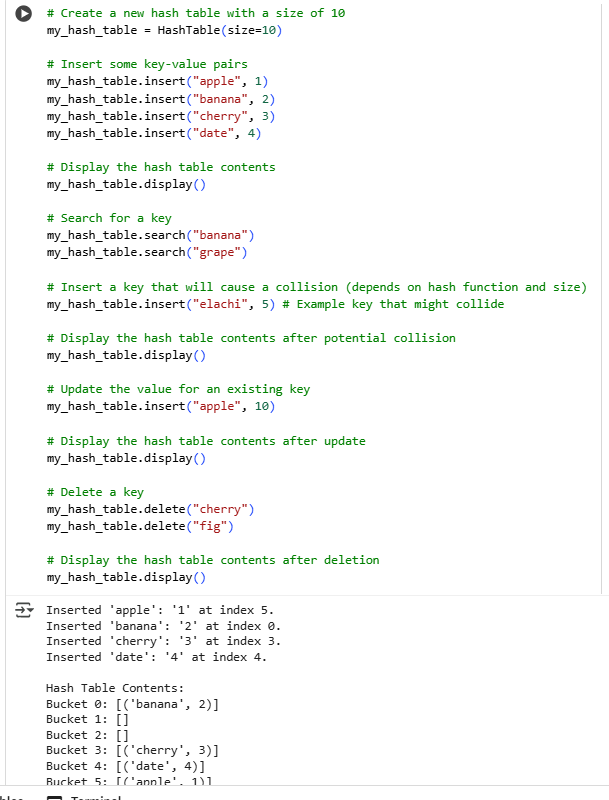 # Create a new hash table with a size of 10
my_hash_table = HashTable(size=10)
# Insert some key-value pairs
my_hash_table.insert("apple", 1)
my_hash_table.insert("banana", 2)
my_hash_table.insert("cherry", 3)
my_hash_table.insert("date", 4)
# Display the hash table contents
my_hash_table.display()
# Search for a key
my_hash_table.search("banana")
my_hash_table.search("grape")
# Insert a key that will cause a collision (depends on hash function and size)
my_hash_table.insert("elachi", 5) # Example key that might collide
# Display the hash table contents after potential collision
my_hash_table.display()
# Update the value for an existing key
my_hash_table.insert("apple", 10)
# Display the hash table contents after update
my_hash_table.display()
# Delete a key
my_hash_table.delete("cherry")
my_hash_table.delete("fig")
# Display the hash table contents after deletion
my_hash_table.display()
Inserted 'apple': '1' at index 5.
Inserted 'banana': '2' at index 0.
Inserted 'cherry': '3' at index 3.
Inserted 'date': '4' at index 4.
Hash Table Contents:
Bucket 0: [('banana', 2)]
Bucket 1: []
Bucket 2: []
Bucket 3: [('cherry', 3)]
Bucket 4: [('date', 4)]
Bucket 5: [('apple', 1)]
Terminal